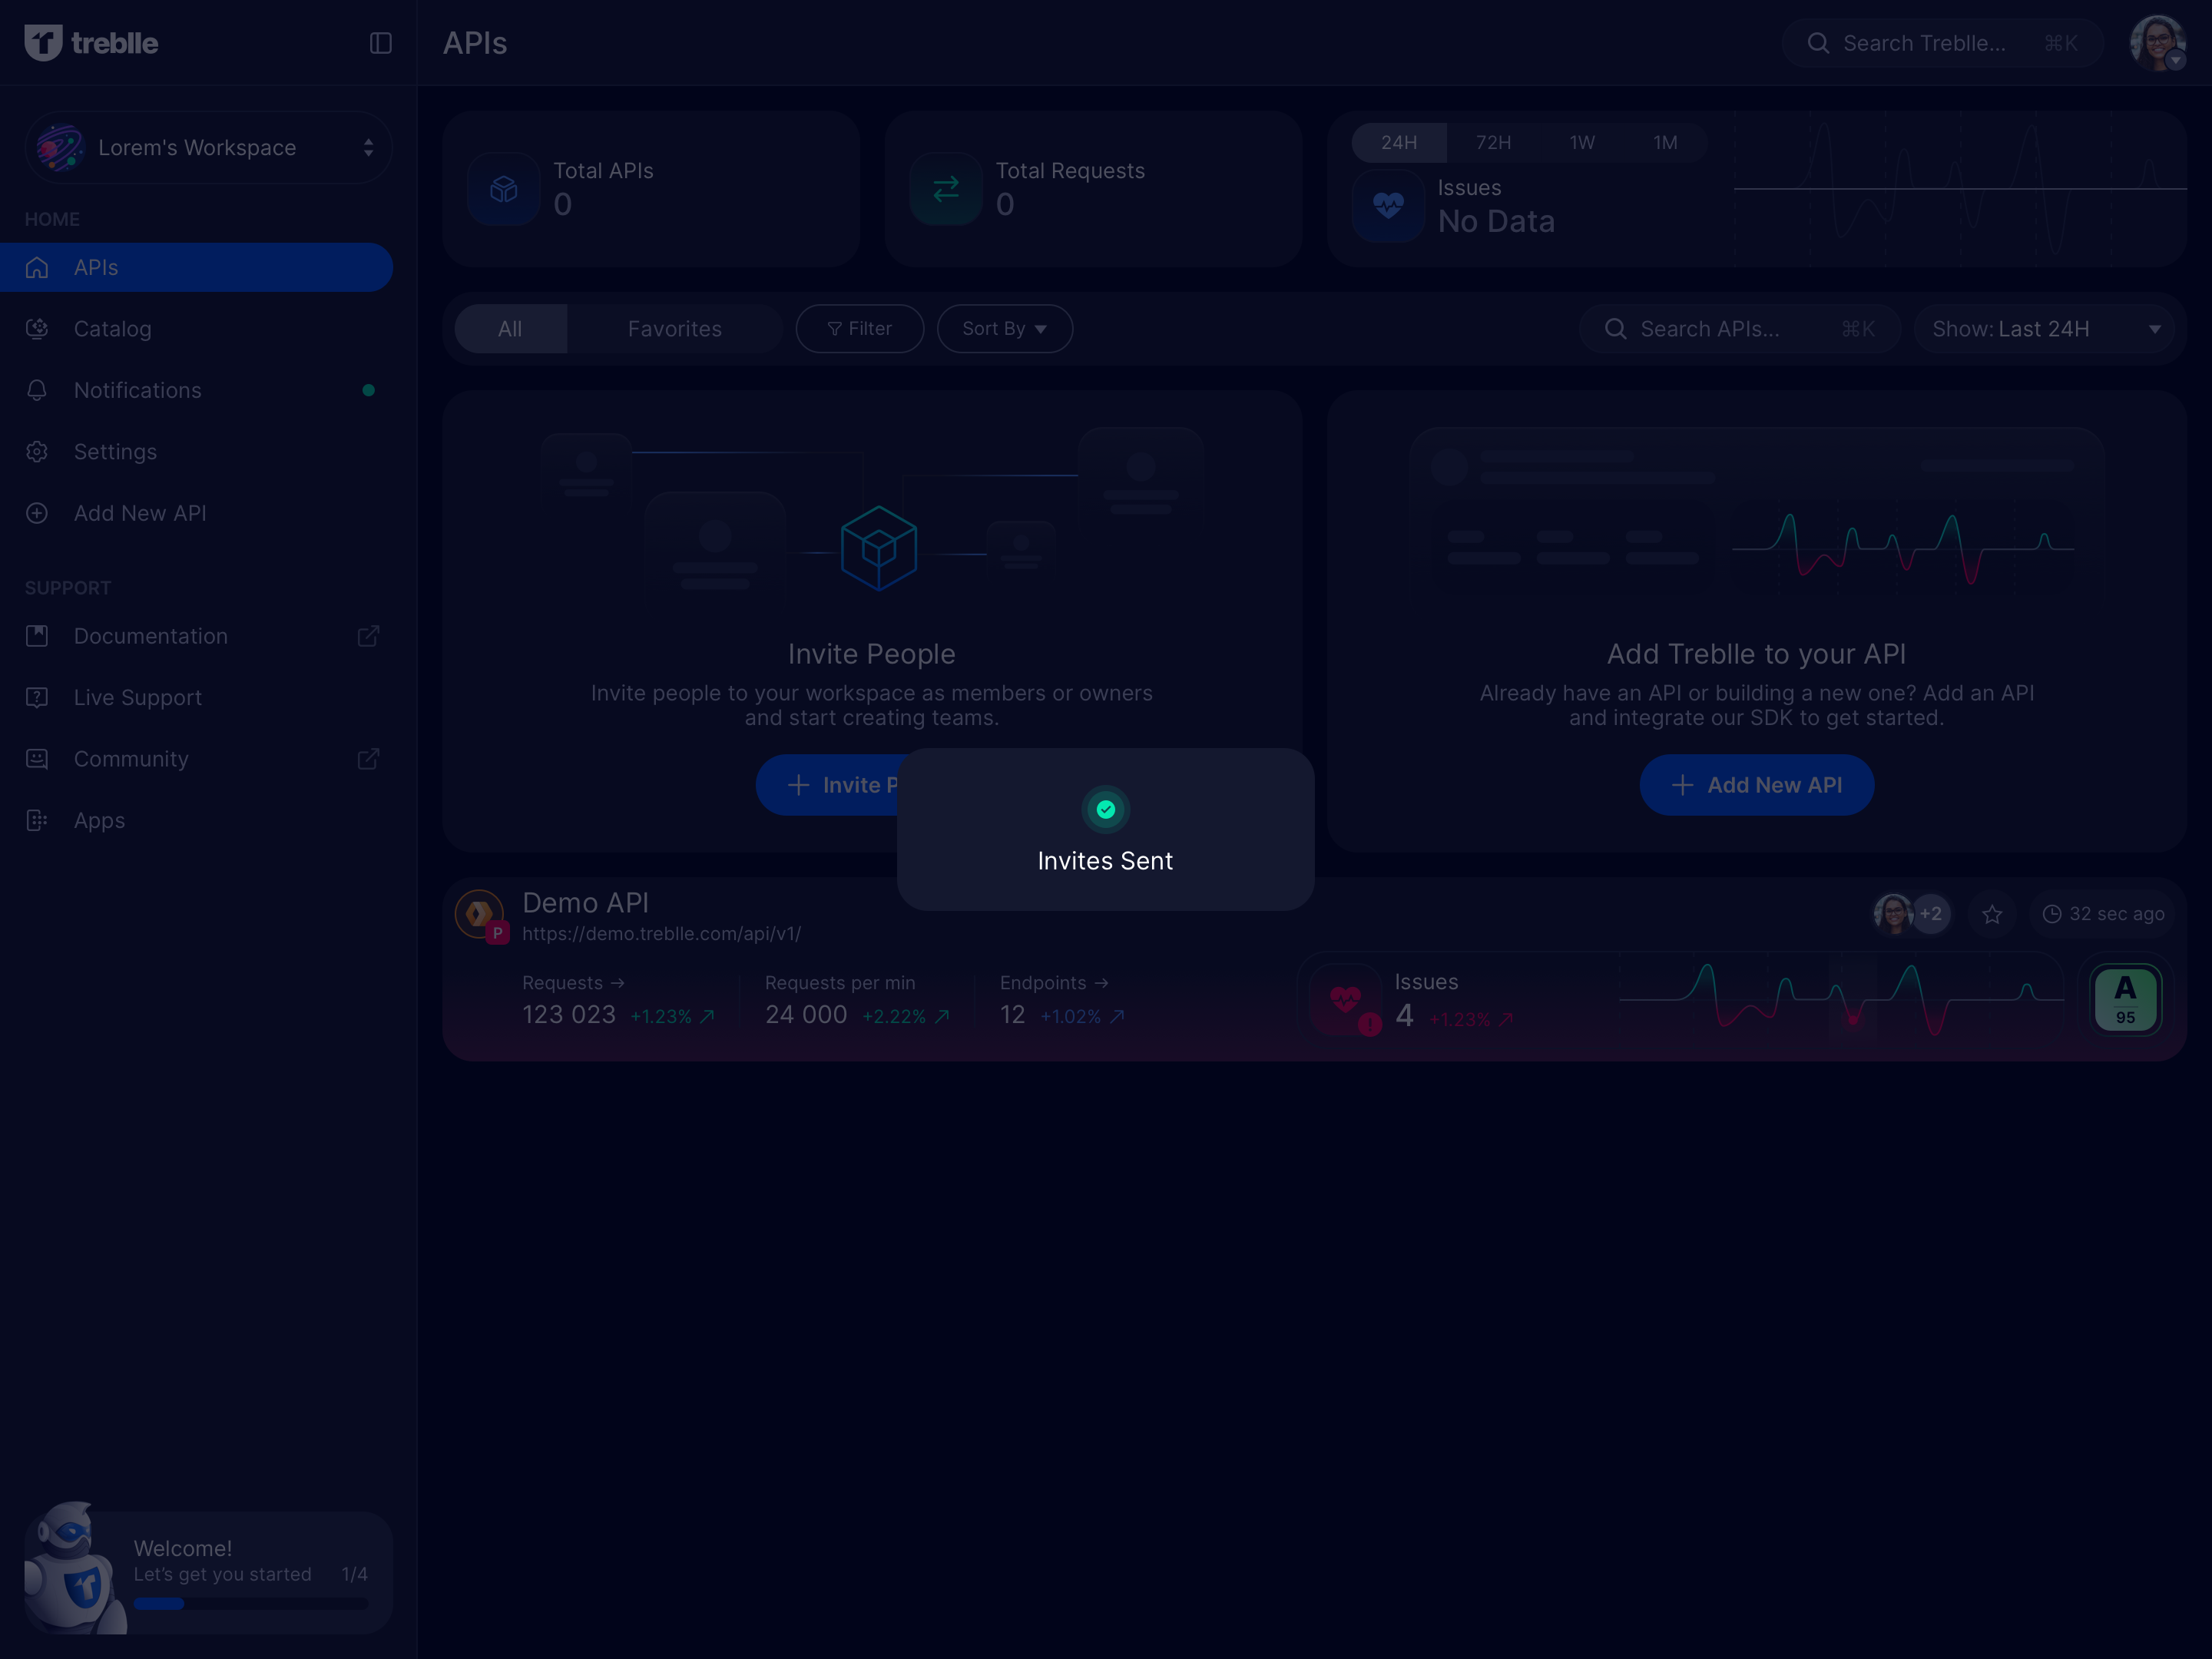 treblle
APIs
Search Treblle... ⌘K
Lorem's Workspace
HOME
APIs
Catalog
Notifications
Settings
Add New API
SUPPORT
Documentation
Live Support
Community
Apps
Welcome!
Let's get you started 1/4
Total APIs
0
Total Requests
0
24H 72H 1W 1M
Issues
No Data
All Favorites Filter Sort By
Search APIs... ⌘K
Show: Last 24H
Invite People
Invite people to your workspace as members or owners
and start creating teams.
Invite P
Add Treblle to your API
Already have an API or building a new one? Add an API
and integrate our SDK to get started.
Add New API
Invites Sent
P
Demo API
https://demo.treblle.com/api/v1/
+2
32 sec ago
Requests →
123 023 +1.23%
Requests per min
24 000 +2.22%
Endpoints →
12 +1.02%
Issues
4 +1.23%
A
95